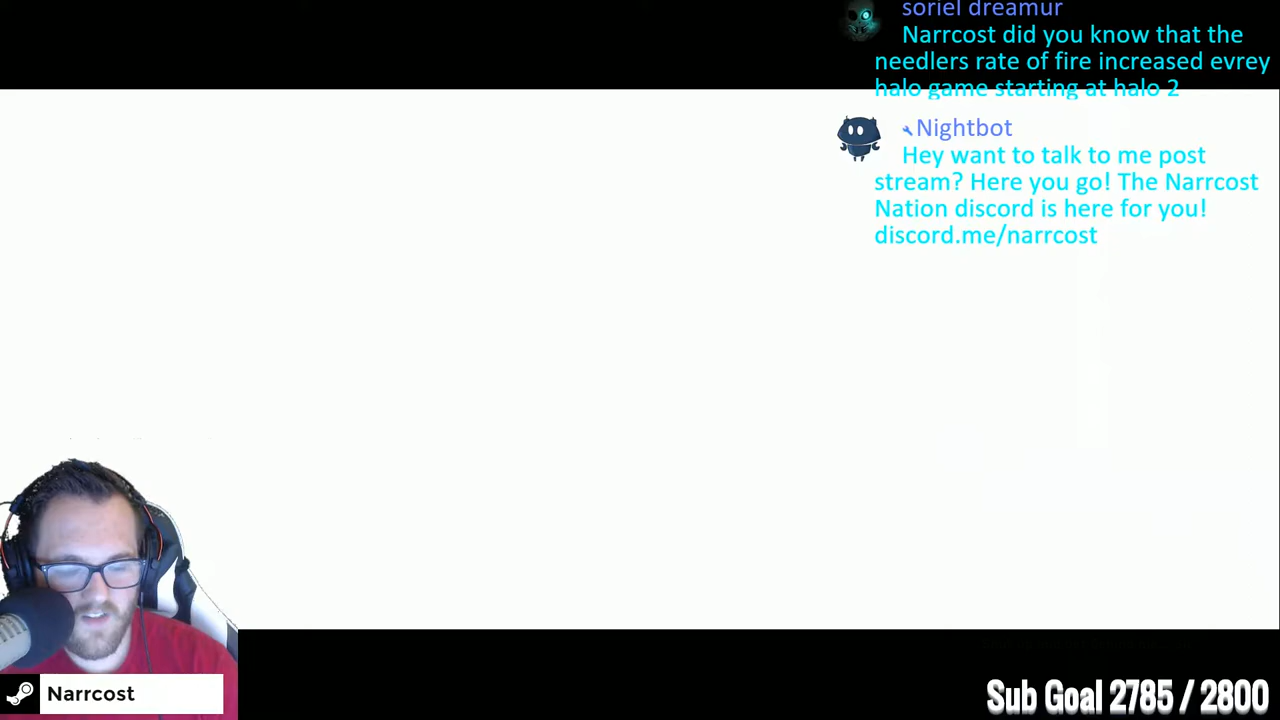 soriel dreamur
Narrcost did you know that the
needlers rate of fire increased evrey
halo game starting at halo 2
Nightbot
Hey want to talk to me post
stream? Here you go! The Narrcost
Nation discord is here for you!
discord.me/narrcost
Narrcost
Sub Goal 2785 / 2800